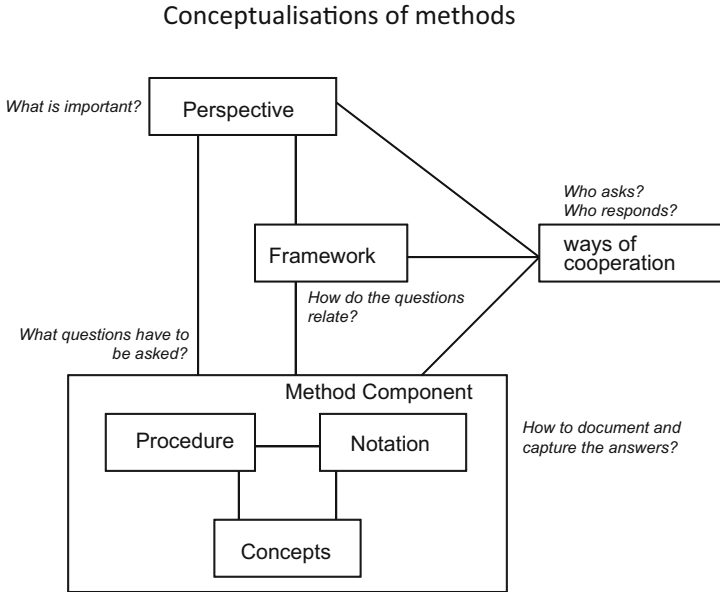 Conceptualisations of methods
What is important?
Perspective
Who asks?
Who responds?
ways of
cooperation
Framework
How do the questions
relate?
What questions have to
be asked?
Method Component
Procedure
Notation
How to document and
capture the answers?
Concepts